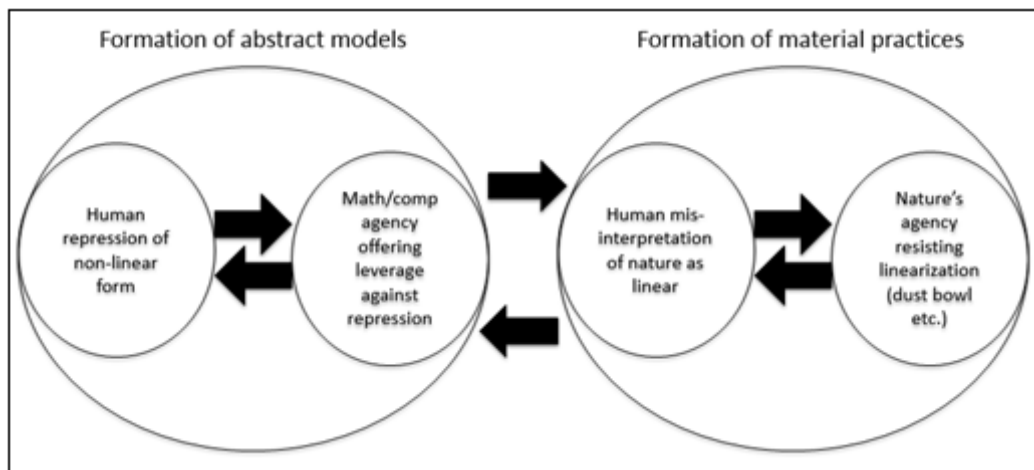 Formation of abstract models
Formation of material practices
Human
repression of
non-linear
form
Math/comp
agency
offering
leverage
against
repression
Human mis-
interpretation
of nature as
linear
Nature's
agency
resisting
linearization
(dust bowl
etc.)